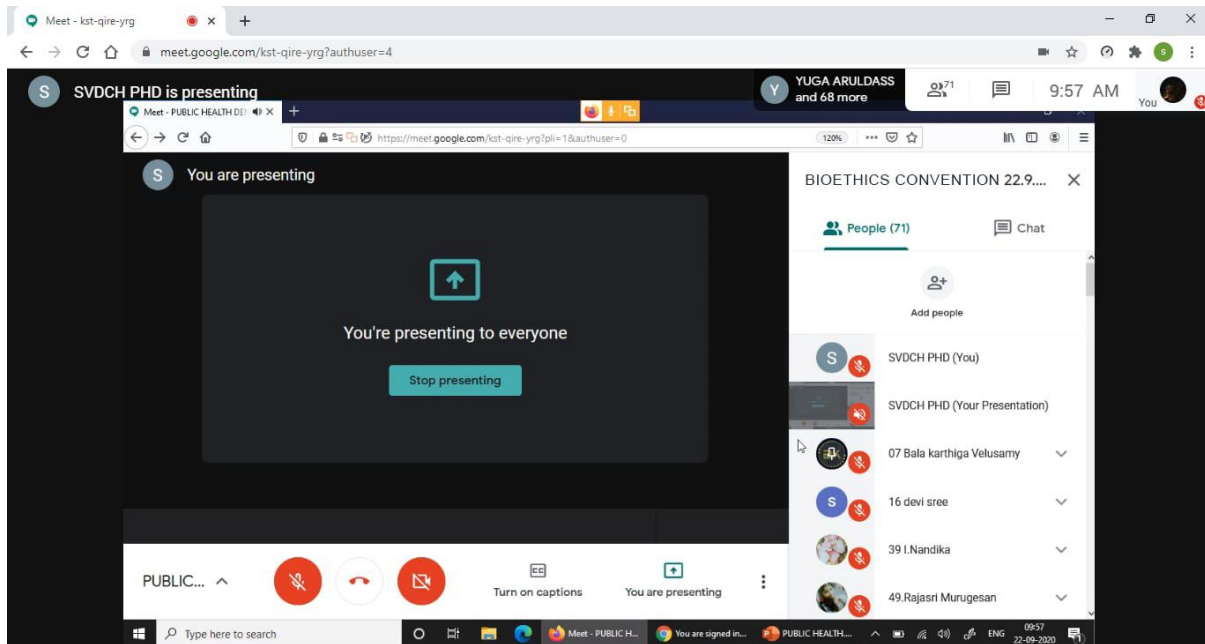 Meet - kst-qire-yrg
meet.google.com/kst-qire-yrg?authuser=4
S
S SVDCH PHD is presenting
Y YUGA ARULDASS
and 68 more
71
9:57 AM
You
Meet - PUBLIC HEALTH DE
https://meet.google.com/kst-qire-yrg?pli=1&authuser=0
120%
S You are presenting
BIOETHICS CONVENTION 22.9....
People (71)
Chat
Add people
You're presenting to everyone
Stop presenting
S SVDCH PHD (You)
SVDCH PHD (Your Presentation)
07 Bala karthiga Velusamy
S 16 devi sree
39 I.Nandika
49.Rajasri Murugesan
PUBLIC...
CC
Turn on captions
You are presenting
Type here to search
Meet - PUBLIC H...
You are signed in...
PUBLIC HEALTH....
ENG
09:57
22-09-2020